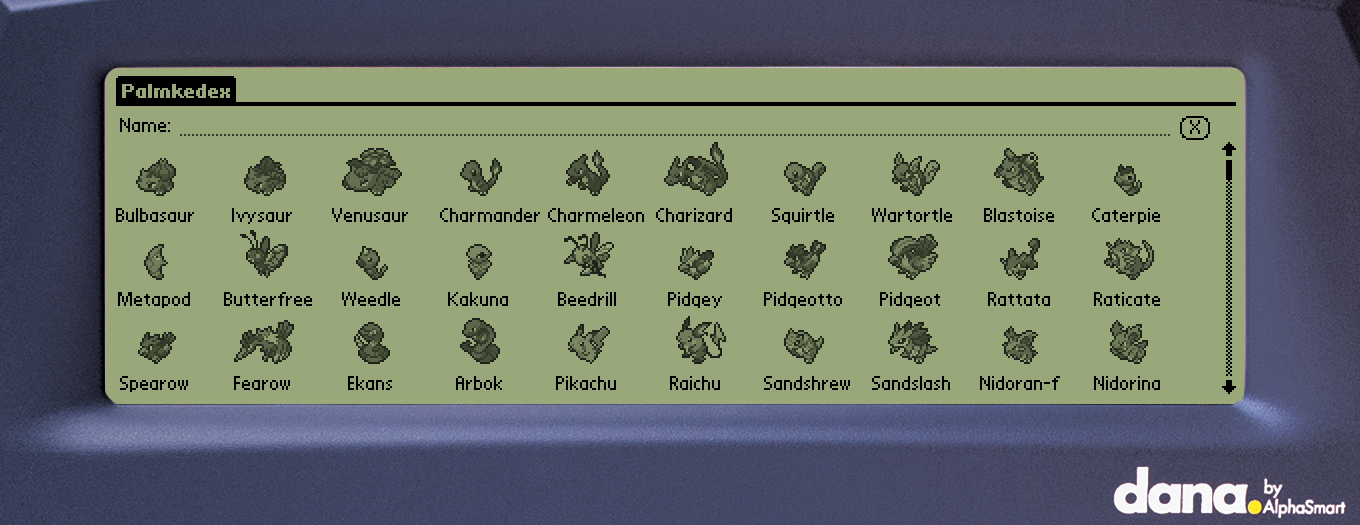 Palmkedex
Name:
X
Bulbasaur Ivysaur Venusaur Charmander Charmeleon Charizard Squirtle Wartortle Blastoise Caterpie
Metapod Butterfree Weedle Kakuna Beedrill Pidgey Pidgeotto Pidgeot Rattata Raticate
Spearow Fearow Ekans Arbok Pikachu Raichu Sandshrew Sandslash Nidoran-f Nidorina
dana. by AlphaSmart